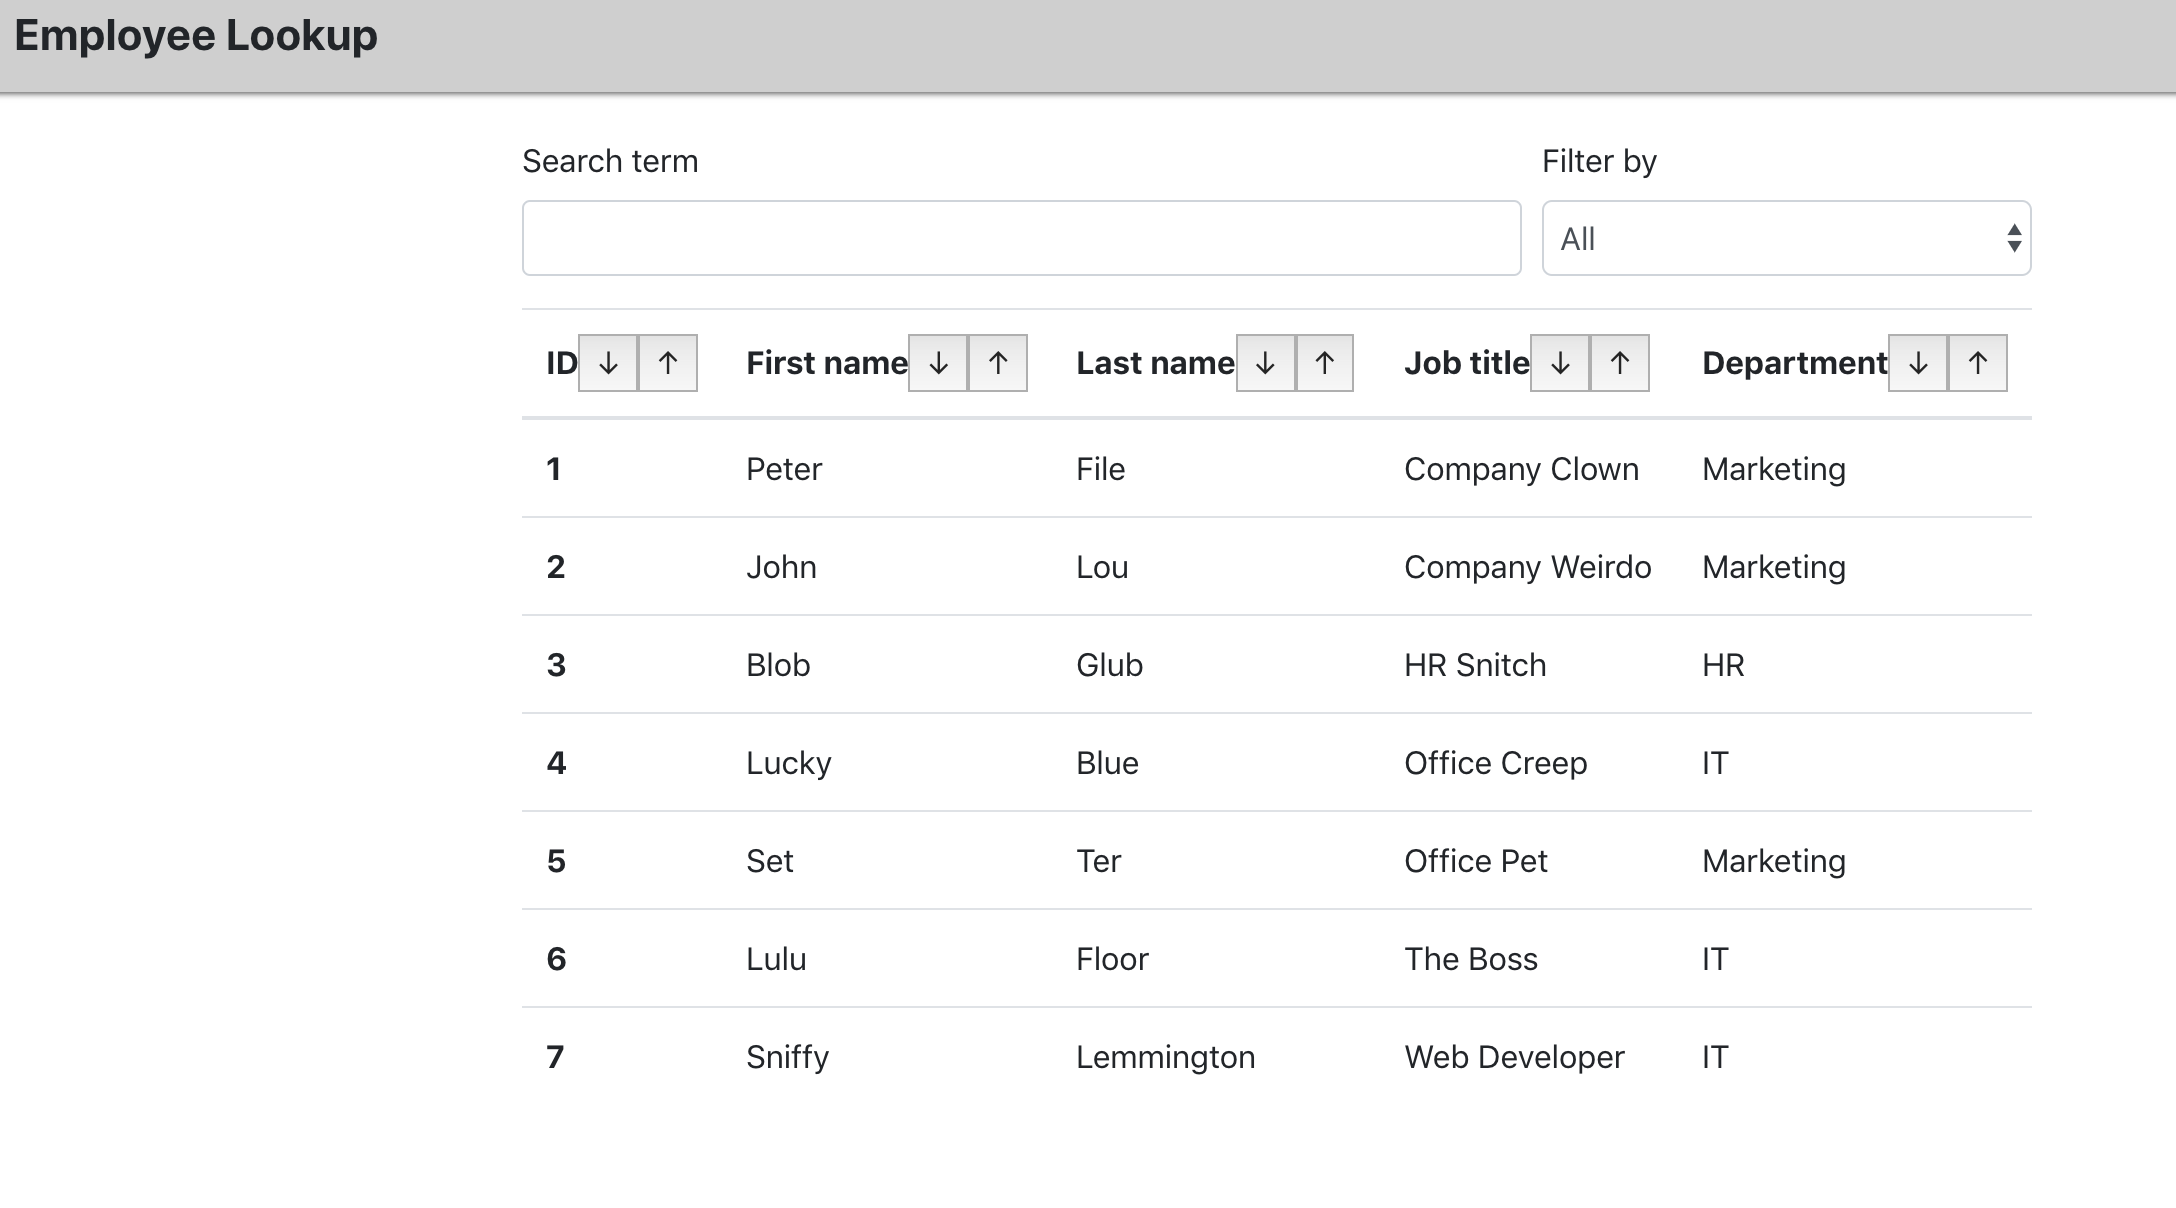 Employee Lookup
Search term
Filter by
All
ID ↓ ↑ First name ↓ ↑ Last name ↓ ↑ Job title ↓ ↑ Department ↓ ↑
1 Peter File Company Clown Marketing
2 John Lou Company Weirdo Marketing
3 Blob Glub HR Snitch HR
4 Lucky Blue Office Creep IT
5 Set Ter Office Pet Marketing
6 Lulu Floor The Boss IT
7 Sniffy Lemmington Web Developer IT